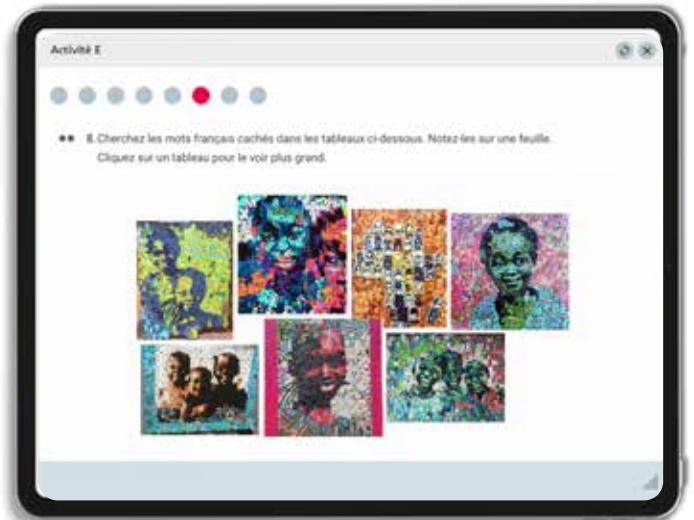 Activité E
8. Cherchez les mots français cachés dans les tableaux ci-dessous. Notez-les sur une feuille.
Cliquez sur un tableau pour le voir plus grand.